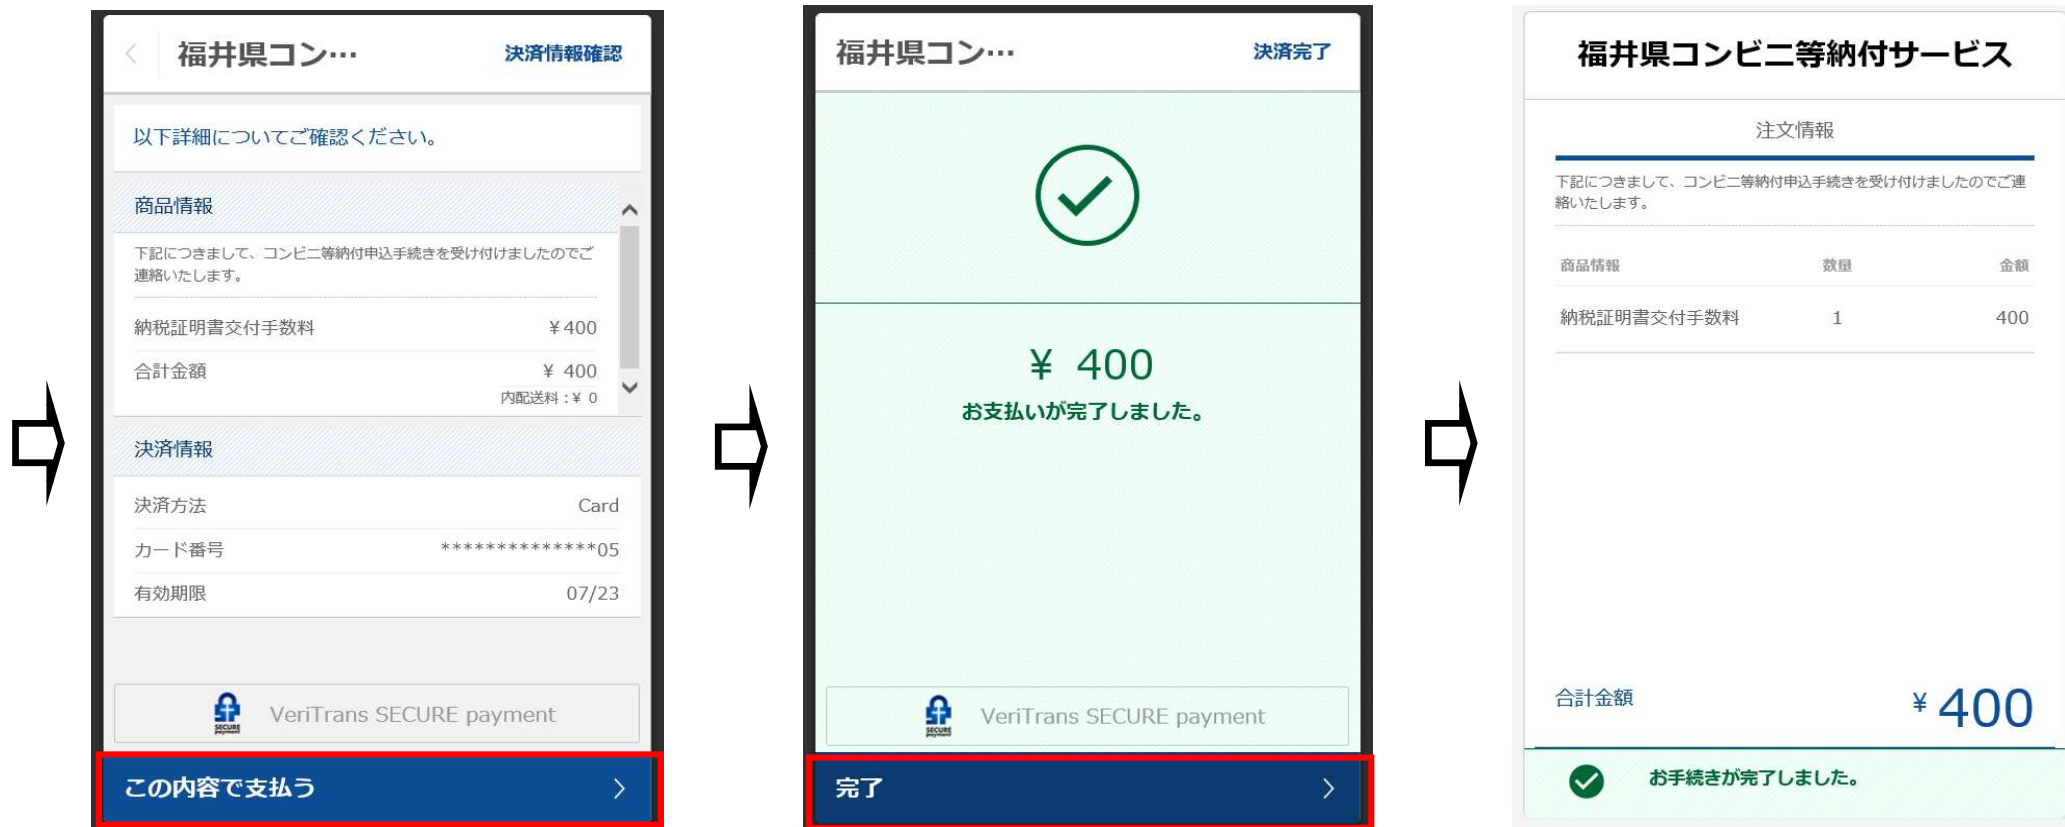 福井県コン…
決済情報確認
以下詳細についてご確認ください。
商品情報
下記につきまして、コンビニ等納付申込手続きを受け付けましたのでご
連絡いたします。
納税証明書交付手数料 ¥400
合計金額 ¥ 400
内配送料:¥ 0
決済情報
決済方法 Card
カード番号 **************05
有効期限 07/23
SECURE
payment
VeriTrans SECURE payment
この内容で支払う
福井県コン…
決済完了
¥ 400
お支払いが完了しました。
SECURE
payment
VeriTrans SECURE payment
完了
福井県コンビニ等納付サービス
注文情報
下記につきまして、コンビニ等納付申込手続きを受け付けましたのでご連
絡いたします。
商品情報 数量 金額
納税証明書交付手数料 1 400
合計金額 ¥ 400
お手続きが完了しました。